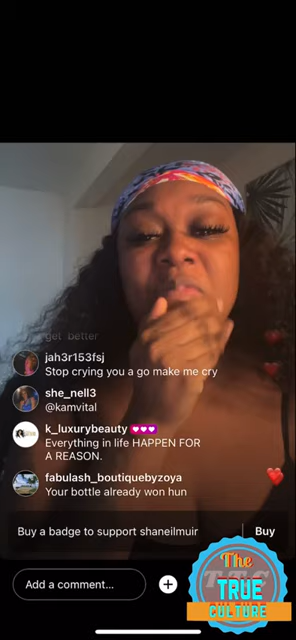 get better
jah3r153fsj
Stop crying you a go make me cry
she_nell3
@kamvital
k_luxurybeauty
Everything in life HAPPEN FOR
A REASON.
fabulash_boutiquebyzoya
Your bottle already won hun
Buy a badge to support shaneilmuir
Buy
Add a comment...
The
TRUE
CULTURE